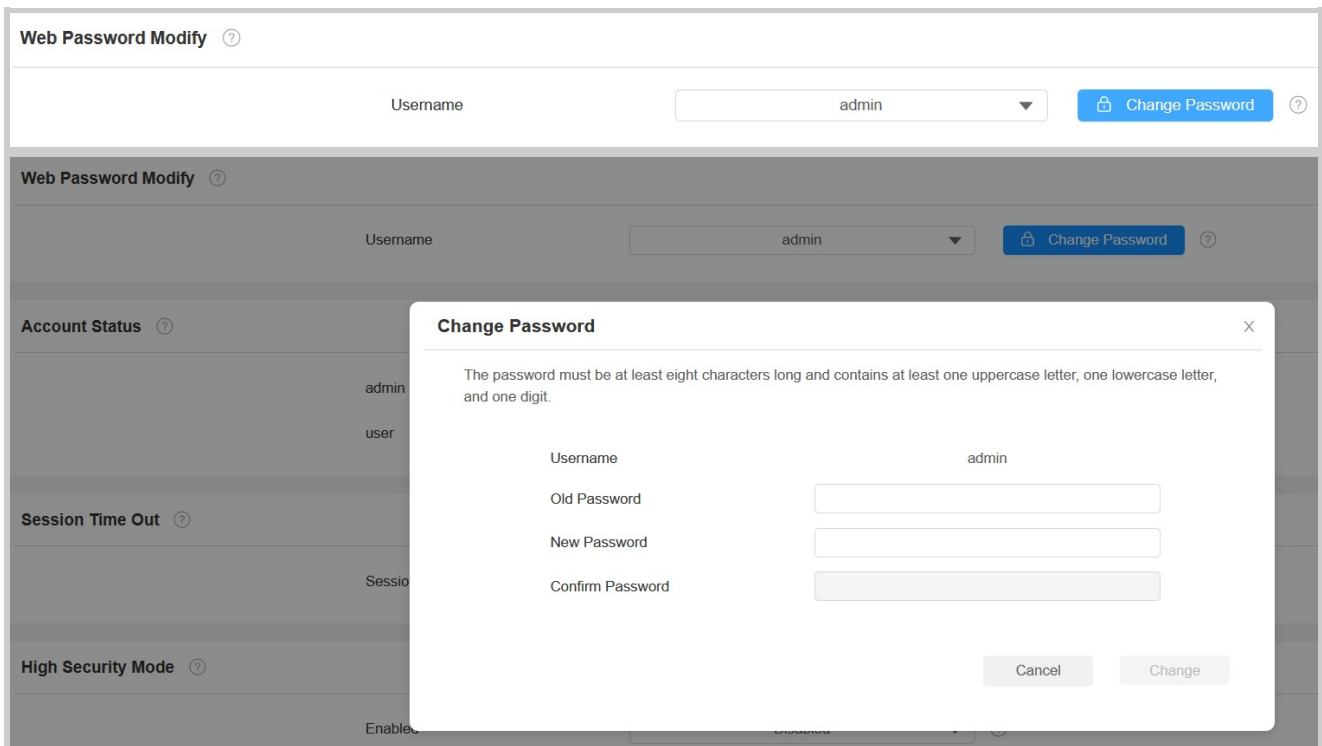 Web Password Modify ?
Username admin Change Password ?
Web Password Modify ?
Username admin Change Password ?
Account Status ?
admin
user
Session Time Out ?
Sessio
High Security Mode ?
Enabled
Change Password X
The password must be at least eight characters long and contains at least one uppercase letter, one lowercase letter,
and one digit.
Username admin
Old Password
New Password
Confirm Password
Cancel Change